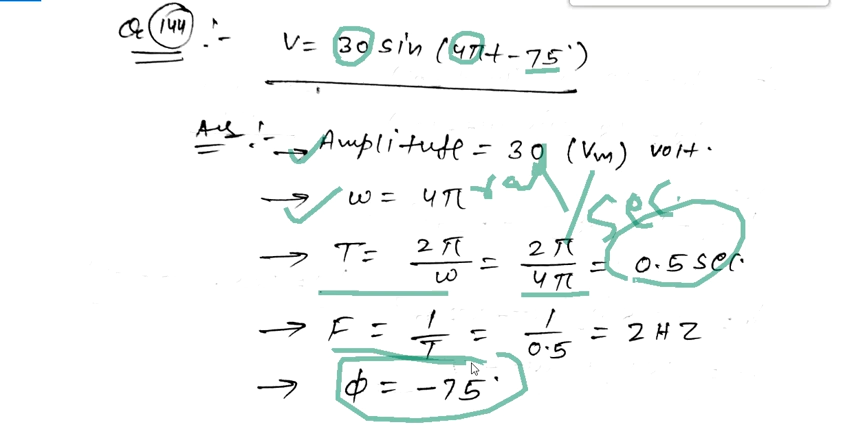 Q 144 :-  V = 30 sin (4πt - 75°)
Ans :- → Amplitude = 30 (Vm) volt.
→ ω = 4π rad/sec.
→ T = 2π/ω = 2π/4π = 0.5 sec.
→ F = 1/T = 1/0.5 = 2 HZ
→ ϕ = -75°